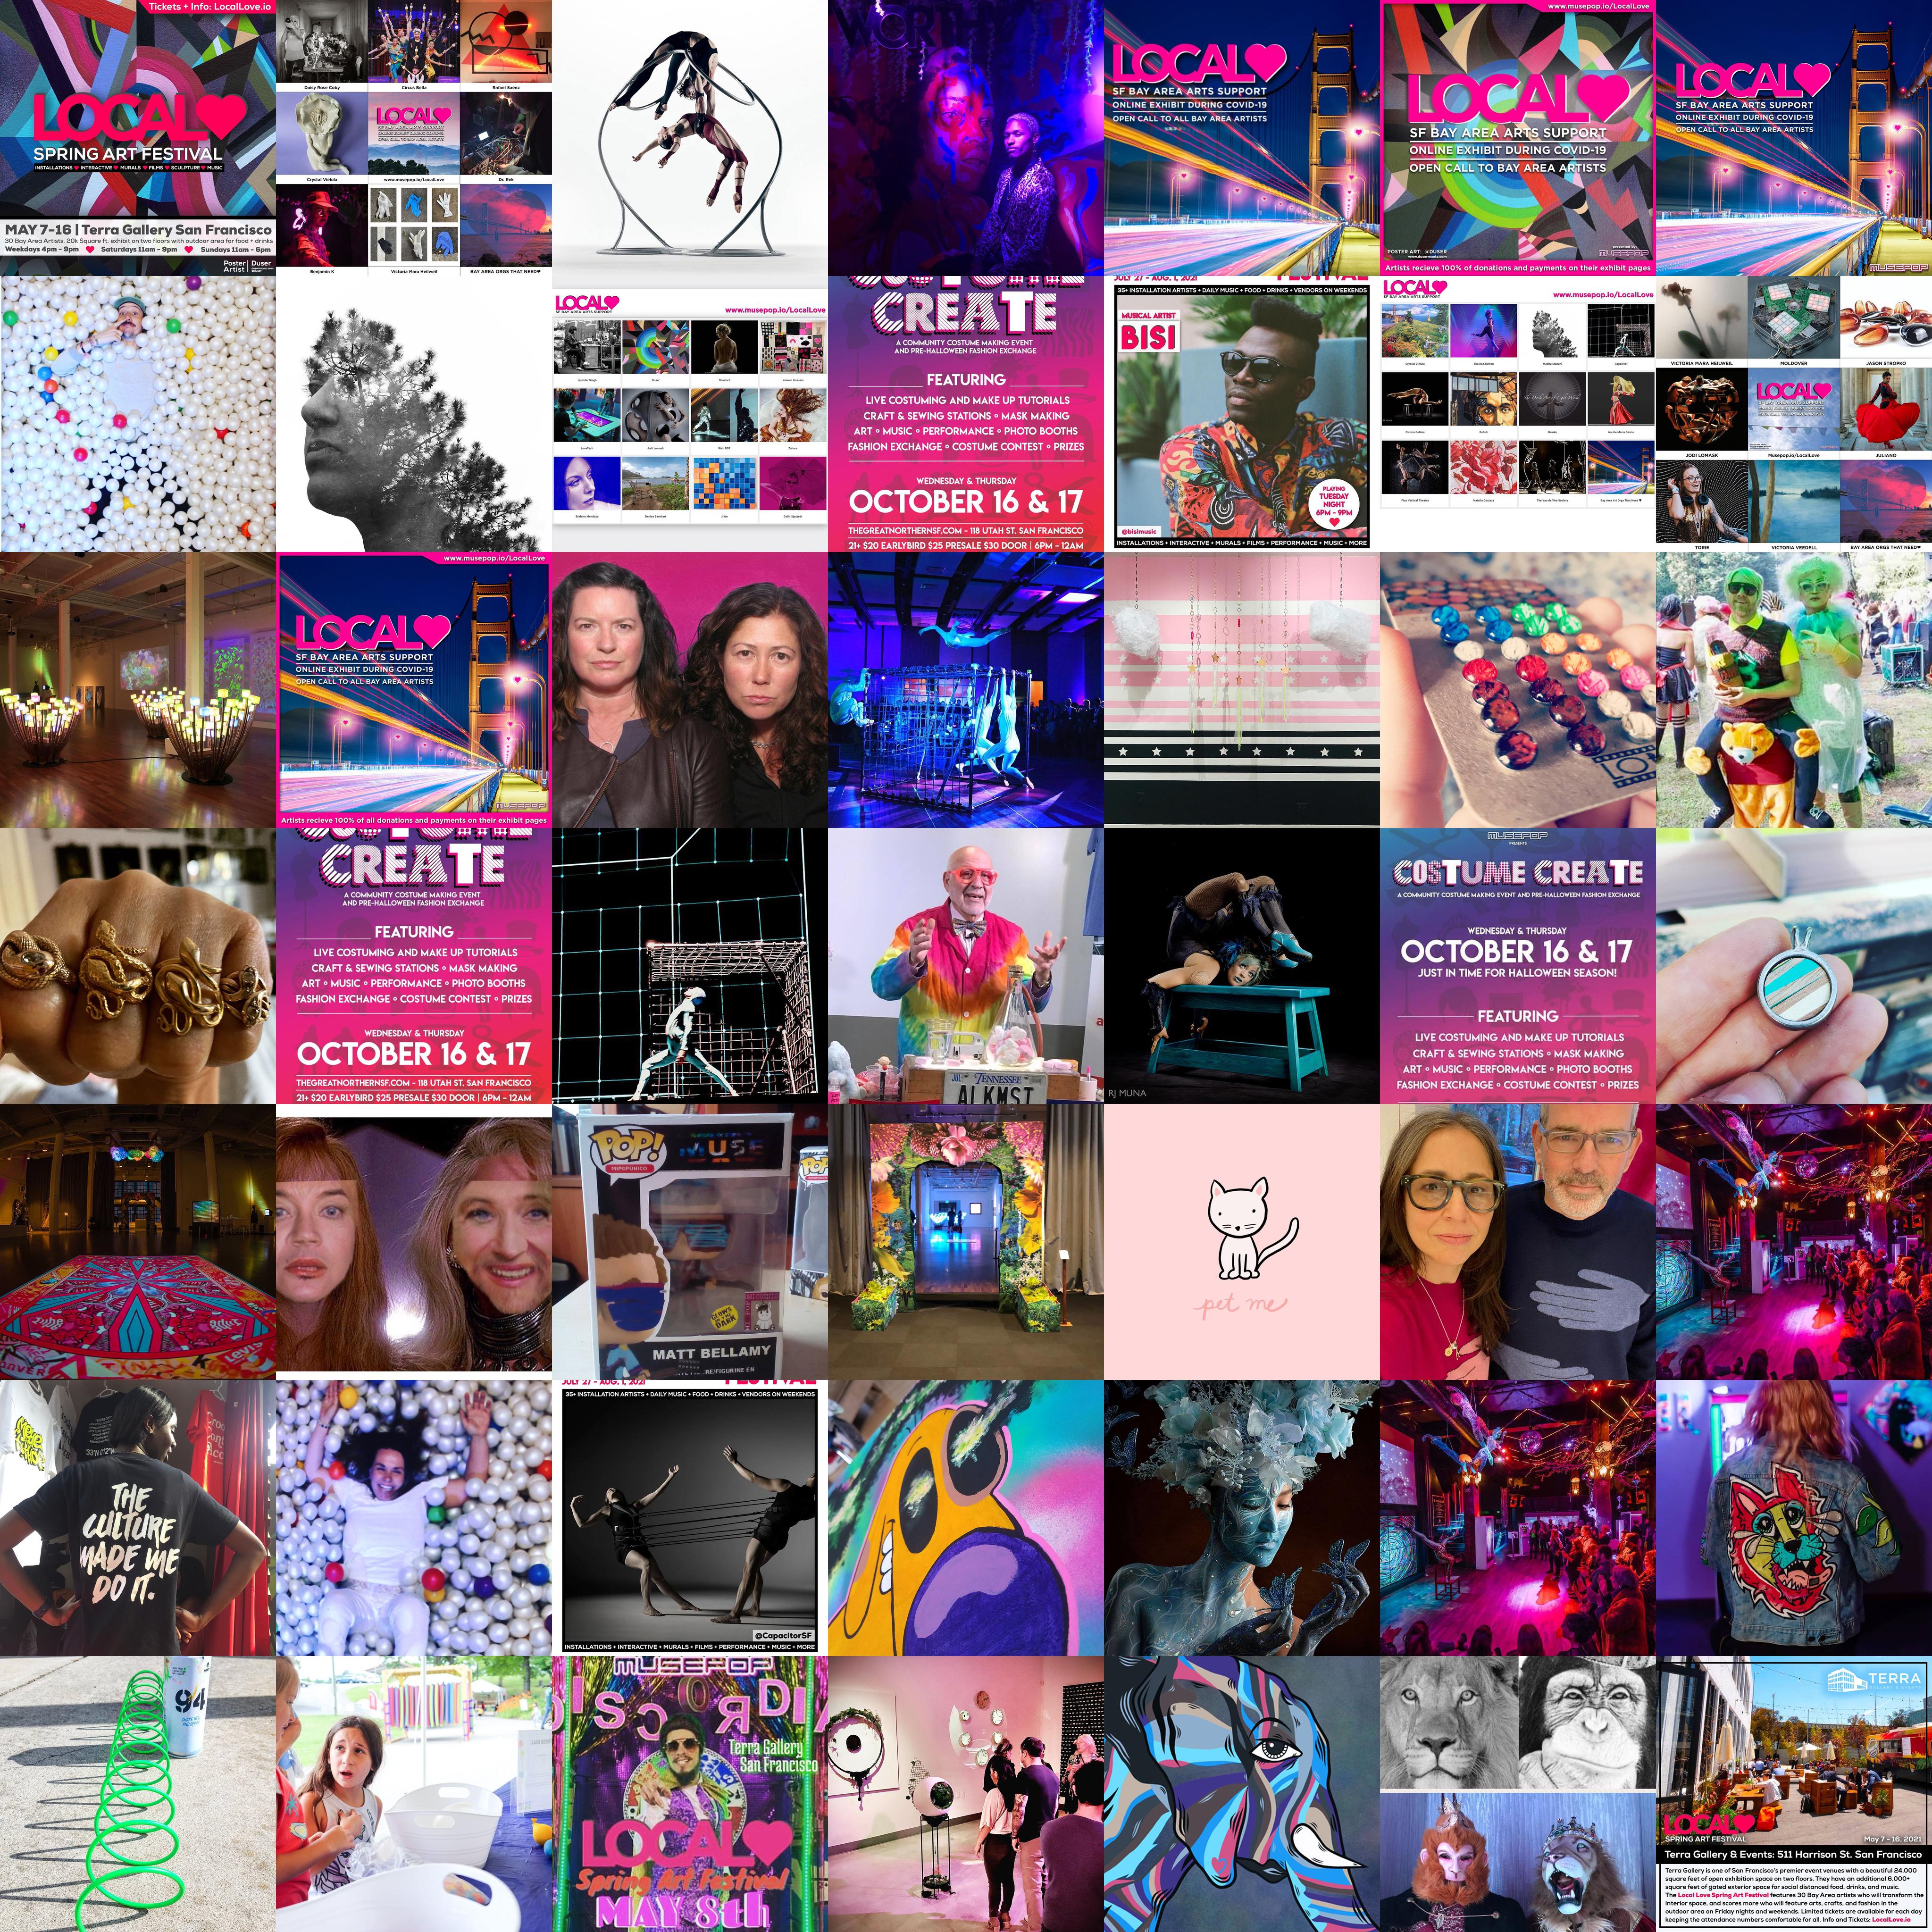 Tickets + Info: LocalLove.io
LOCAL
SPRING ART FESTIVAL
INSTALLATIONS ♥ INTERACTIVE ♥ MURALS ♥ FILMS ♥ SCULPTURE ♥ MUSIC
MAY 7-16 | Terra Gallery San Francisco
30 Bay Area Artists. 20k Square ft. exhibit on two floors with outdoor area for food + drinks
Weekdays 4pm - 9pm ♥ Saturdays 11am - 9pm ♥ Sundays 11am - 6pm
Poster Artist | Duser
Daisy Rose Coby
Circus Bella
Rafael Saenz
Crystal Vielula
www.musepop.io/LocalLove
Dr. Rek
Benjamin K
Victoria Mara Heilweil
BAY AREA ORGS THAT NEED♥
LOCAL
SF BAY AREA ARTS SUPPORT
ONLINE EXHIBIT DURING COVID-19
OPEN CALL TO ALL BAY AREA ARTISTS
www.musepop.io/LocalLove
LOCAL
SF BAY AREA ARTS SUPPORT
ONLINE EXHIBIT DURING COVID-19
OPEN CALL TO BAY AREA ARTISTS
POSTER ART: @DUSER
presented by
MUSEPOP
Artists recieve 100% of donations and payments on their exhibit pages
LOCAL
SF BAY AREA ARTS SUPPORT
ONLINE EXHIBIT DURING COVID-19
OPEN CALL TO ALL BAY AREA ARTISTS
MUSEPOP
LOCAL
SF BAY AREA ARTS SUPPORT
www.musepop.io/LocalLove
CREATE
A COMMUNITY COSTUME MAKING EVENT
AND PRE-HALLOWEEN FASHION EXCHANGE
FEATURING
LIVE COSTUMING AND MAKE UP TUTORIALS
CRAFT & SEWING STATIONS • MASK MAKING
ART • MUSIC • PERFORMANCE • PHOTO BOOTHS
FASHION EXCHANGE • COSTUME CONTEST • PRIZES
WEDNESDAY & THURSDAY
OCTOBER 16 & 17
THEGREATNORTHERNSF.COM - 118 UTAH ST. SAN FRANCISCO
21+ $20 EARLYBIRD $25 PRESALE $30 DOOR | 6PM - 12AM
JULY 27 - AUG. 1, 2021
FESTIVAL
35+ INSTALLATION ARTISTS + DAILY MUSIC + FOOD + DRINKS + VENDORS ON WEEKENDS
MUSICAL ARTIST
BISI
PLAYING
TUESDAY
NIGHT
6PM - 9PM
@bisimusic
INSTALLATIONS + INTERACTIVE + MURALS + FILMS + PERFORMANCE + MUSIC + MORE
LOCAL
SF BAY AREA ARTS SUPPORT
www.musepop.io/LocalLove
VICTORIA MARA HEILWEIL
MOLDOVER
JASON STROPKO
LOCAL
JODI LOMASK
Musepop.io/LocalLove
JULIANO
TORIE
VICTORIA VEEDELL
BAY AREA ORGS THAT NEED♥
www.musepop.io/LocalLove
LOCAL
SF BAY AREA ARTS SUPPORT
ONLINE EXHIBIT DURING COVID-19
OPEN CALL TO ALL BAY AREA ARTISTS
MUSEPOP
Artists recieve 100% of all donations and payments on their exhibit pages
CREATE
A COMMUNITY COSTUME MAKING EVENT
AND PRE-HALLOWEEN FASHION EXCHANGE
FEATURING
LIVE COSTUMING AND MAKE UP TUTORIALS
CRAFT & SEWING STATIONS • MASK MAKING
ART • MUSIC • PERFORMANCE • PHOTO BOOTHS
FASHION EXCHANGE • COSTUME CONTEST • PRIZES
WEDNESDAY & THURSDAY
OCTOBER 16 & 17
THEGREATNORTHERNSF.COM - 118 UTAH ST. SAN FRANCISCO
21+ $20 EARLYBIRD $25 PRESALE $30 DOOR | 6PM - 12AM
TENNESSEE
ALKMST
RJ MUNA
MUSEPOP
PRESENTS
COSTUME CREATE
A COMMUNITY COSTUME MAKING EVENT AND PRE-HALLOWEEN FASHION EXCHANGE
WEDNESDAY & THURSDAY
OCTOBER 16 & 17
JUST IN TIME FOR HALLOWEEN SEASON!
FEATURING
LIVE COSTUMING AND MAKE UP TUTORIALS
CRAFT & SEWING STATIONS • MASK MAKING
ART • MUSIC • PERFORMANCE • PHOTO BOOTHS
FASHION EXCHANGE • COSTUME CONTEST • PRIZES
Levi's
POP!
MIPOPUNICO
MUSE
GLOWS
DARK
MATT BELLAMY
pet me
THE
CULTURE
MADE ME
DO IT.
JULY 27 - AUG. 1, 2021
FESTIVAL
35+ INSTALLATION ARTISTS + DAILY MUSIC + FOOD + DRINKS + VENDORS ON WEEKENDS
@CapacitorSF
INSTALLATIONS + INTERACTIVE + MURALS + FILMS + PERFORMANCE + MUSIC + MORE
94
MUSEPOP
Terra Gallery
San Francisco
LOCAL
Spring Art Festival
MAY 8th
TERRA
LOCAL
SPRING ART FESTIVAL
May 7 - 16, 2021
Terra Gallery & Events: 511 Harrison St. San Francisco
Terra Gallery is one of San Francisco's premier event venues with a beautiful 24,000
square feet of open exhibition space on two floors. They have an additional 6,000+
square feet of gated exterior space for social distanced food, drinks, and music.
The Local Love Spring Art Festival features 30 Bay Area artists who will transform the
interior space, and scores more who will feature arts, crafts, and fashion in the
outdoor area on Friday nights and weekends. Limited tickets are available for each day
keeping the attendance numbers comfortable for all. Info and Tickets: LocalLove.io